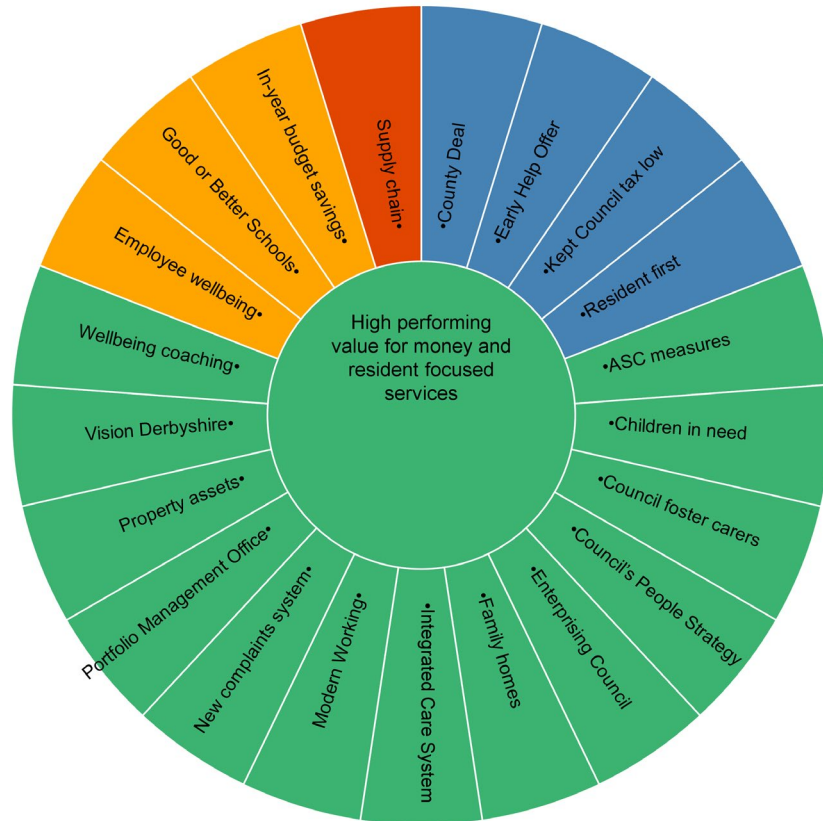 High performing
value for money and
resident focused
services
•County Deal
•Early Help Offer
•Kept Council tax low
•Resident first
•ASC measures
•Children in need
•Council foster carers
•Council's People Strategy
•Enterprising Council
•Family homes
•Integrated Care System
Modern Working•
New complaints system•
Portfolio Management Office•
Property assets•
Vision Derbyshire•
Wellbeing coaching•
Employee wellbeing•
Good or Better Schools•
In-year budget savings•
Supply chain•